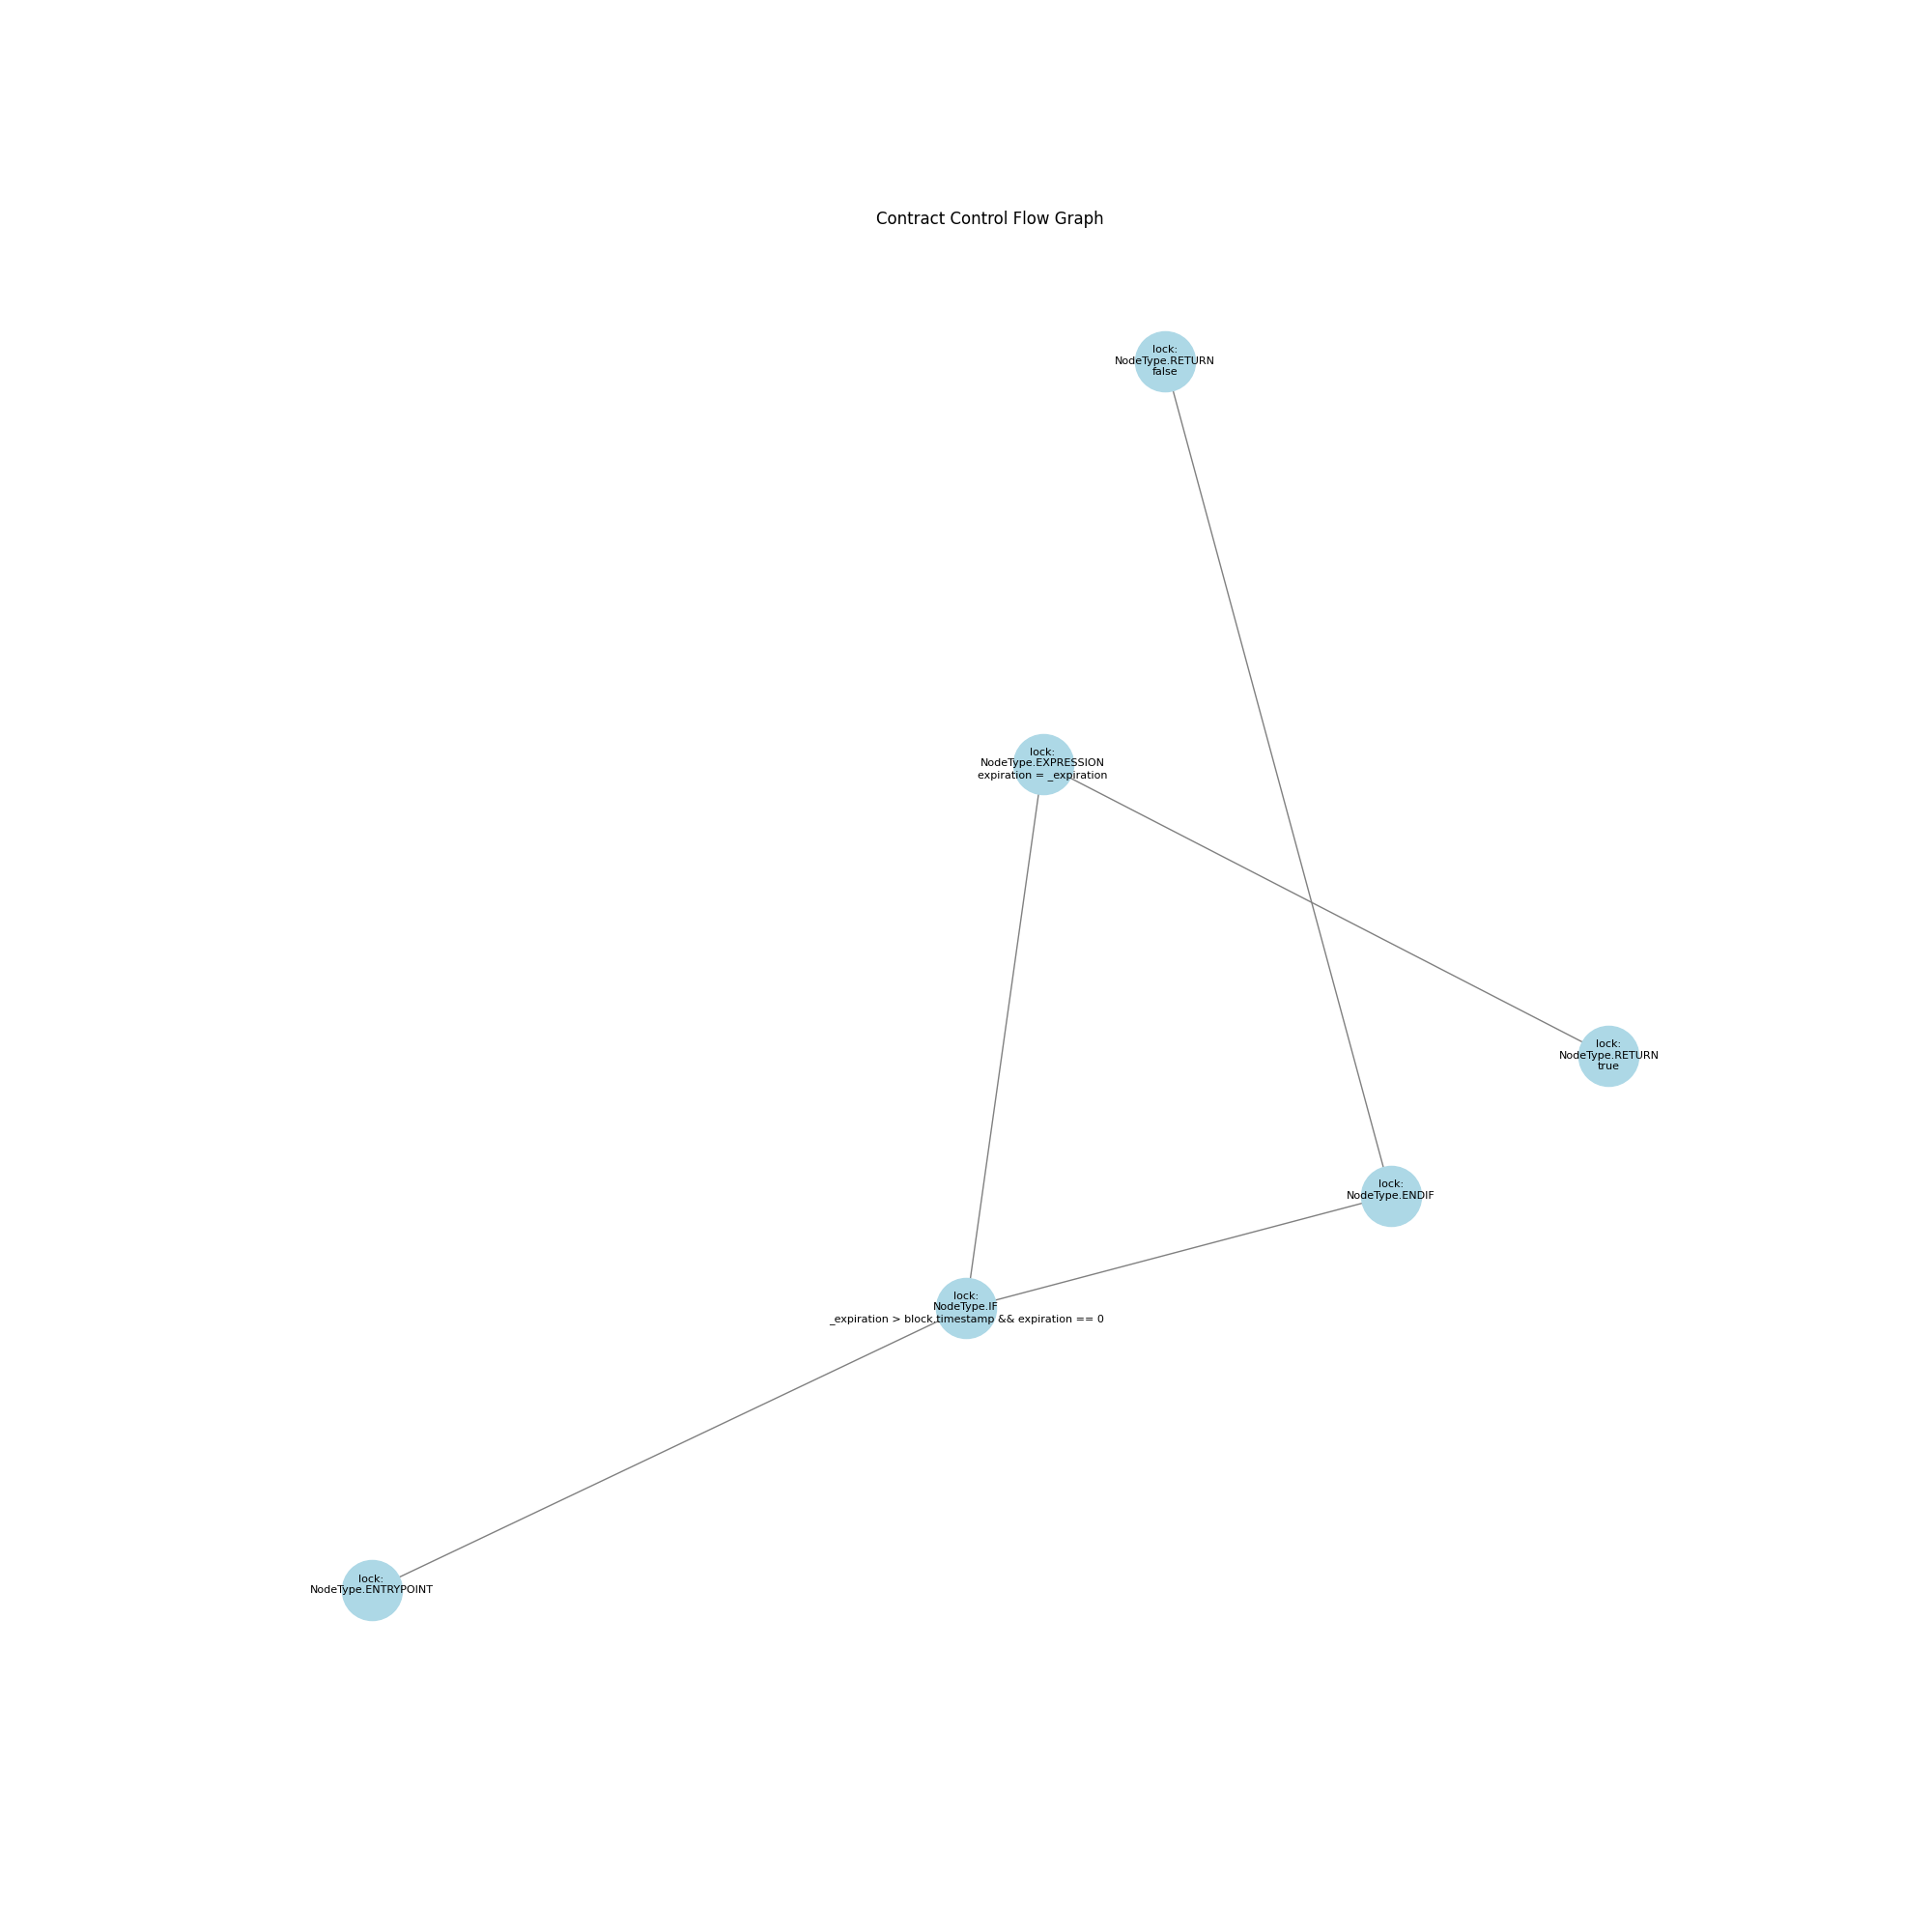 Contract Control Flow Graph
lock:
NodeType.RETURN
false
lock:
NodeType.EXPRESSION
expiration = _expiration
lock:
NodeType.RETURN
true
lock:
NodeType.ENDIF
lock:
NodeType.IF
_expiration > block.timestamp && expiration == 0
lock:
NodeType.ENTRYPOINT